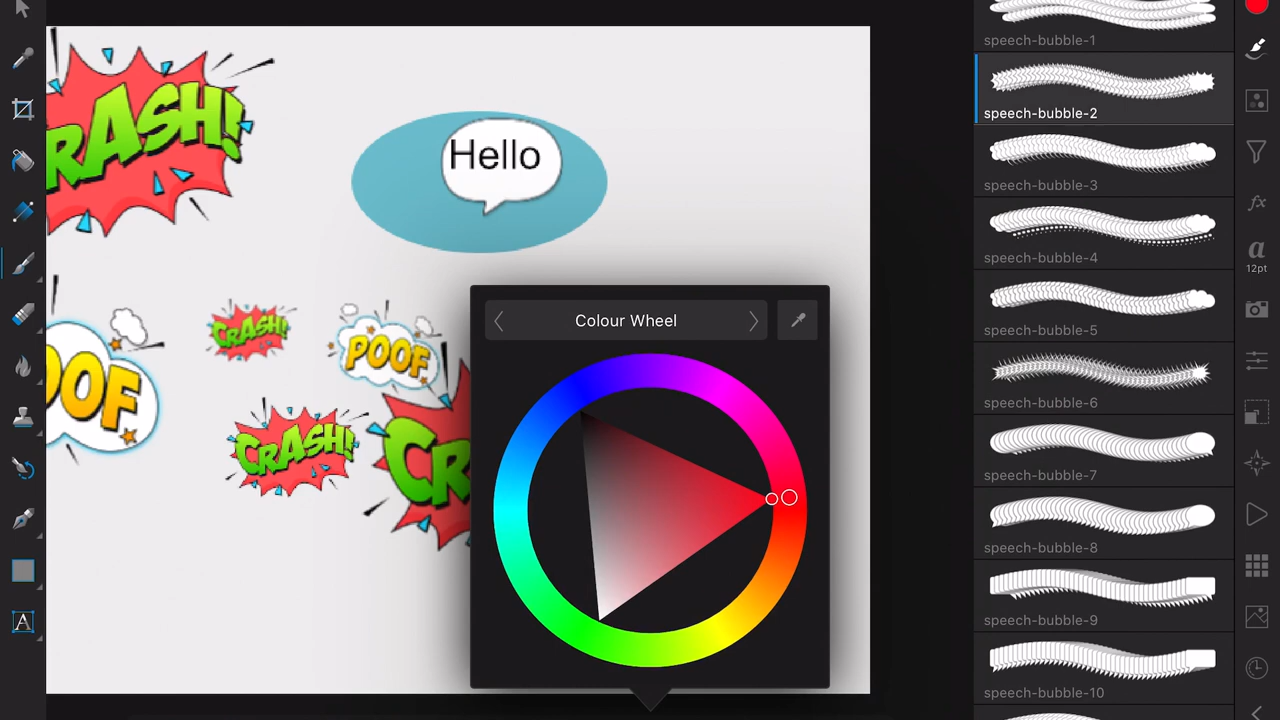 CRASH!
Hello
CRASH!
POOF
OOF
CRASH!
CR
Colour Wheel
speech-bubble-1
speech-bubble-2
speech-bubble-3
speech-bubble-4
speech-bubble-5
speech-bubble-6
speech-bubble-7
speech-bubble-8
speech-bubble-9
speech-bubble-10
fx
a
12pt
A